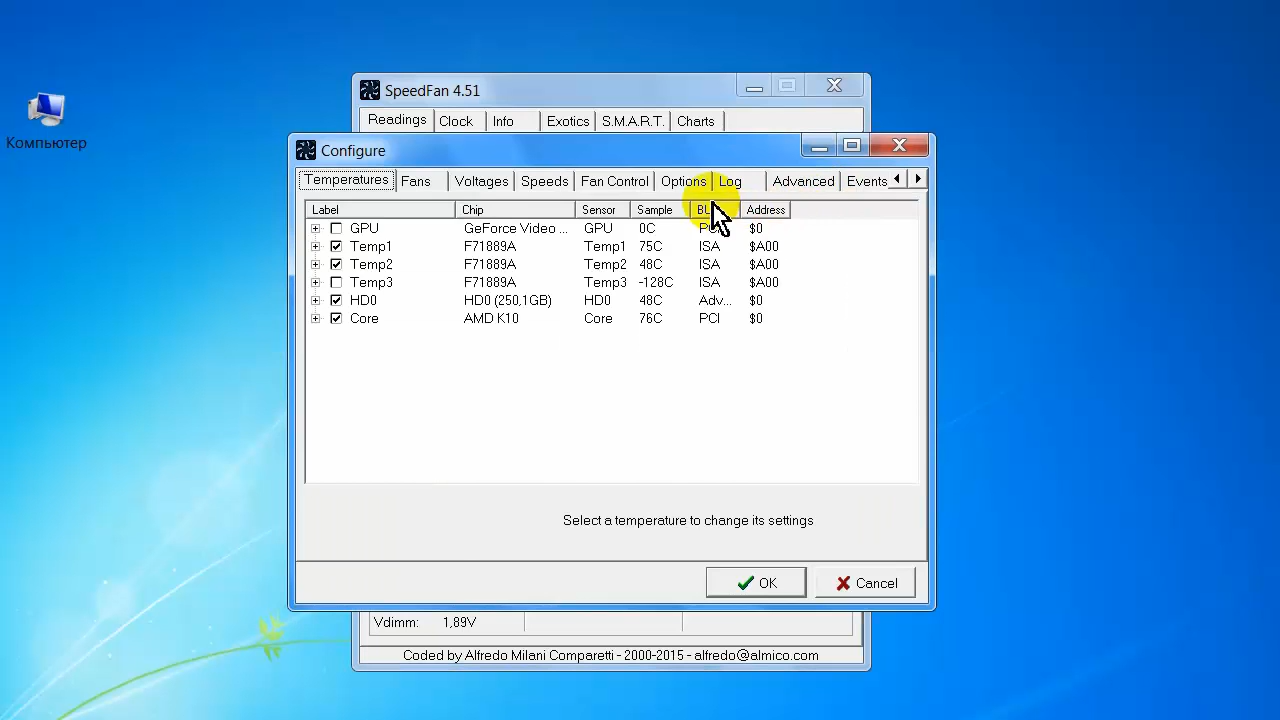 Компьютер
SpeedFan 4.51
Readings Clock Info Exotics S.M.A.R.T. Charts
Configure
Temperatures Fans Voltages Speeds Fan Control Options Log Advanced Events
Label Chip Sensor Sample Address
GPU GeForce Video ... GPU 0C $0
Temp1 F71889A Temp1 75C ISA $A00
Temp2 F71889A Temp2 48C ISA $A00
Temp3 F71889A Temp3 -128C ISA $A00
HD0 HD0 (250,1GB) HD0 48C Adv... $0
Core AMD K10 Core 76C PCI $0
Select a temperature to change its settings
OK Cancel
Vdimm: 1,89V
Coded by Alfredo Milani Comparetti - 2000-2015 - alfredo@almico.com